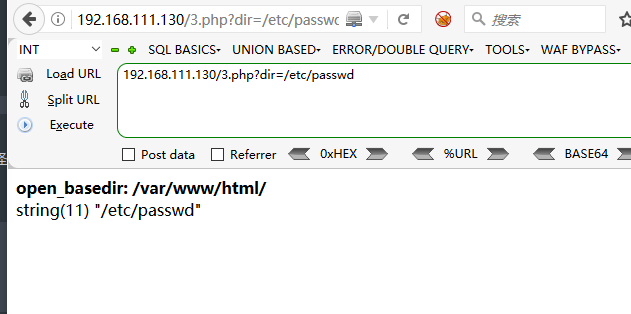 192.168.111.130/3.php?dir=/etc/passwc
搜索
INT
SQL BASICS
UNION BASED
ERROR/DOUBLE QUERY
TOOLS
WAF BYPASS
Load URL
192.168.111.130/3.php?dir=/etc/passwd
Split URL
Execute
Post data
Referrer
0xHEX
%URL
BASE64
open_basedir: /var/www/html/
string(11) "/etc/passwd"